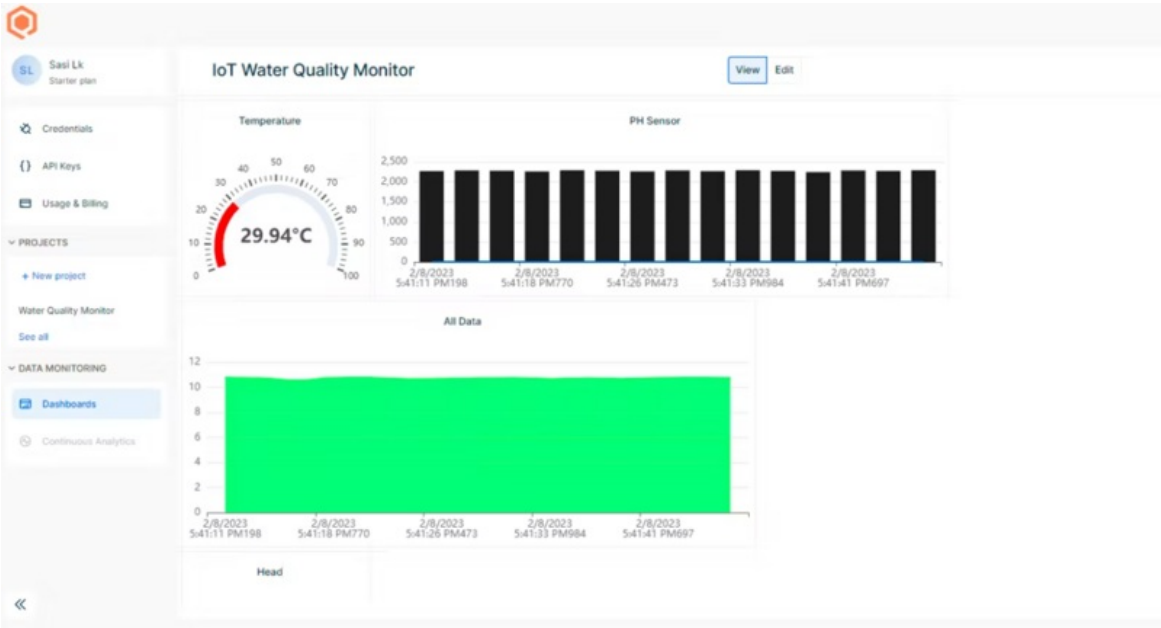 SL
Sasi Lk
Starter plan
IoT Water Quality Monitor
View
Edit
Credentials
{} API Keys
Usage & Billing
PROJECTS
+ New project
Water Quality Monitor
See all
DATA MONITORING
Dashboards
Continuous Analytics
Temperature
0
10
20
30
40
50
60
70
80
90
100
29.94°C
PH Sensor
2,500
2,000
1,500
1,000
500
0
2/8/2023 2/8/2023 2/8/2023 2/8/2023 2/8/2023
5:41:11 PM198 5:41:18 PM770 5:41:26 PM473 5:41:33 PM984 5:41:41 PM697
All Data
12
10
8
6
4
2
0
2/8/2023 2/8/2023 2/8/2023 2/8/2023 2/8/2023
5:41:11 PM198 5:41:18 PM770 5:41:26 PM473 5:41:33 PM984 5:41:41 PM697
Head